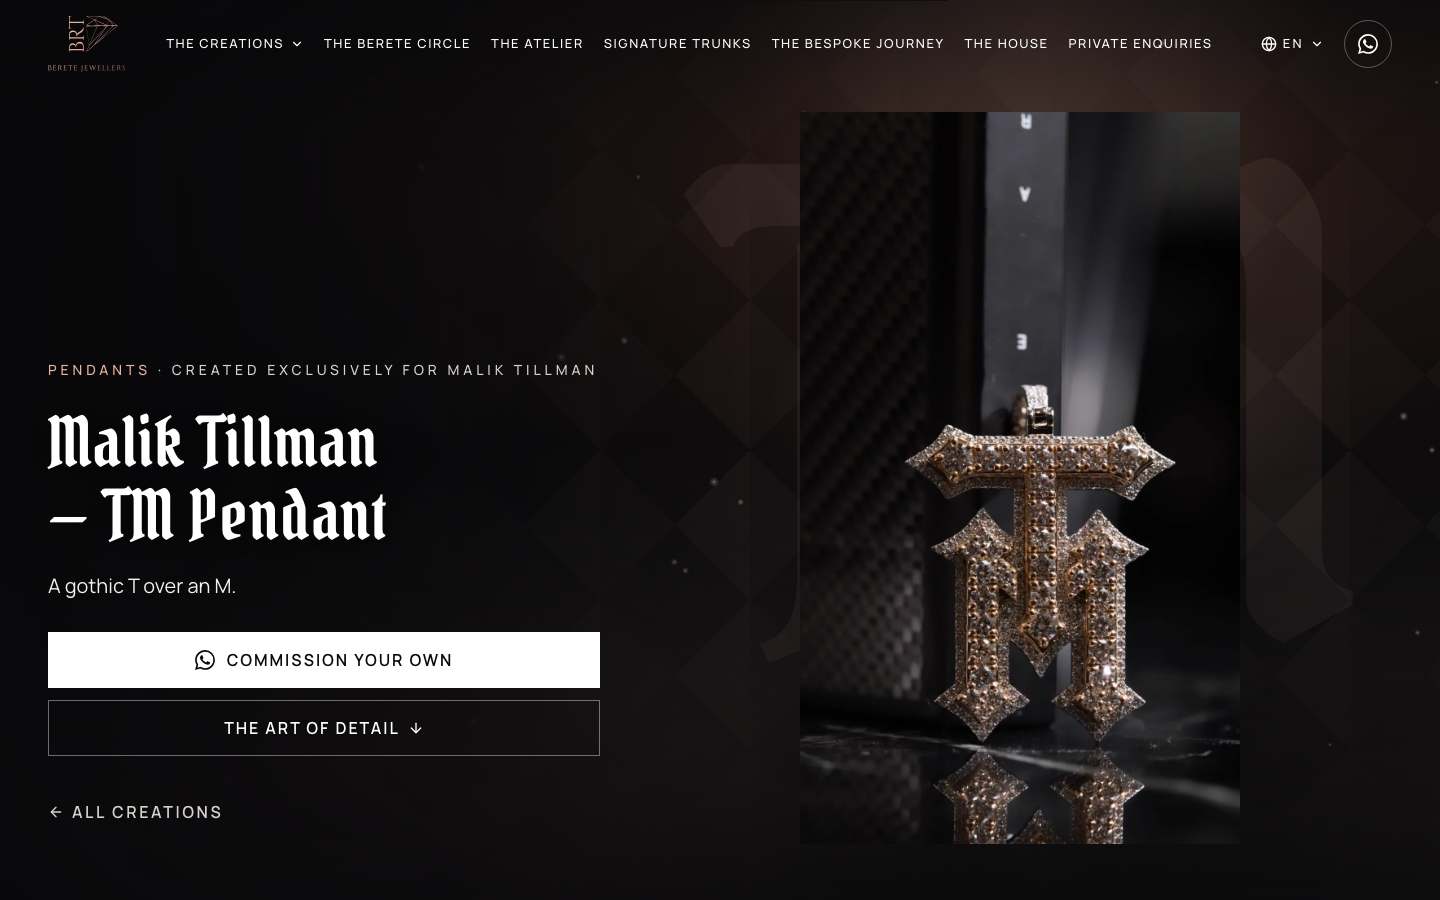 BRT
BERETE JEWELLERS
THE CREATIONS
THE BERETE CIRCLE
THE ATELIER
SIGNATURE TRUNKS
THE BESPOKE JOURNEY
THE HOUSE
PRIVATE ENQUIRIES
EN
PENDANTS · CREATED EXCLUSIVELY FOR MALIK TILLMAN
Malik Tillman
— TM Pendant
A gothic T over an M.
COMMISSION YOUR OWN
THE ART OF DETAIL ↓
← ALL CREATIONS
TM